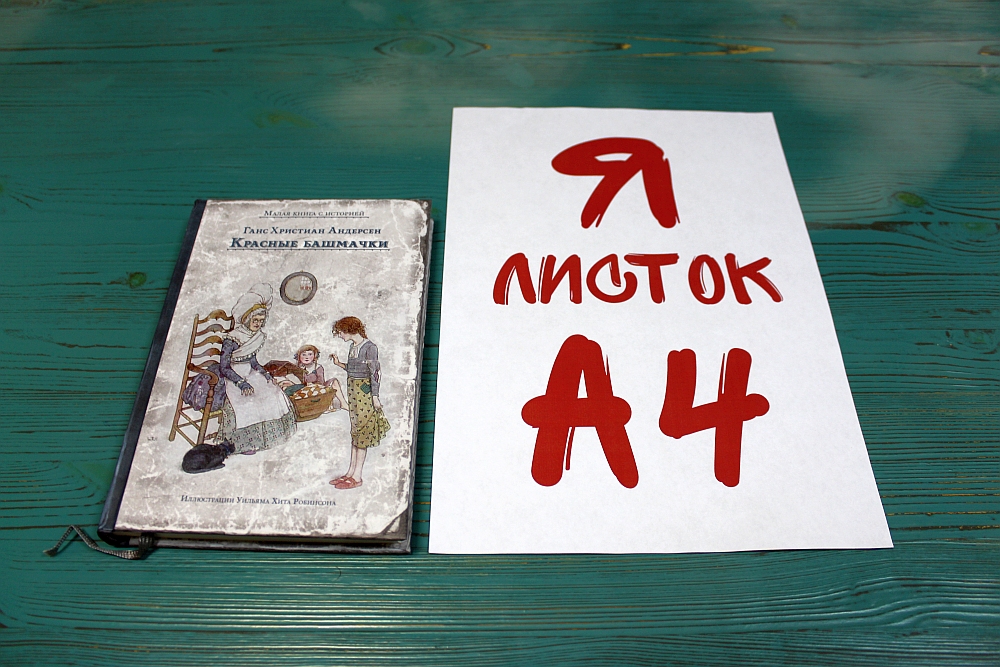 Малая книга с историей
Ганс Христиан Андерсен
Красные башмачки
Иллюстрации Уильяма Хита Робинсона
Я
ЛИСТОК
А4